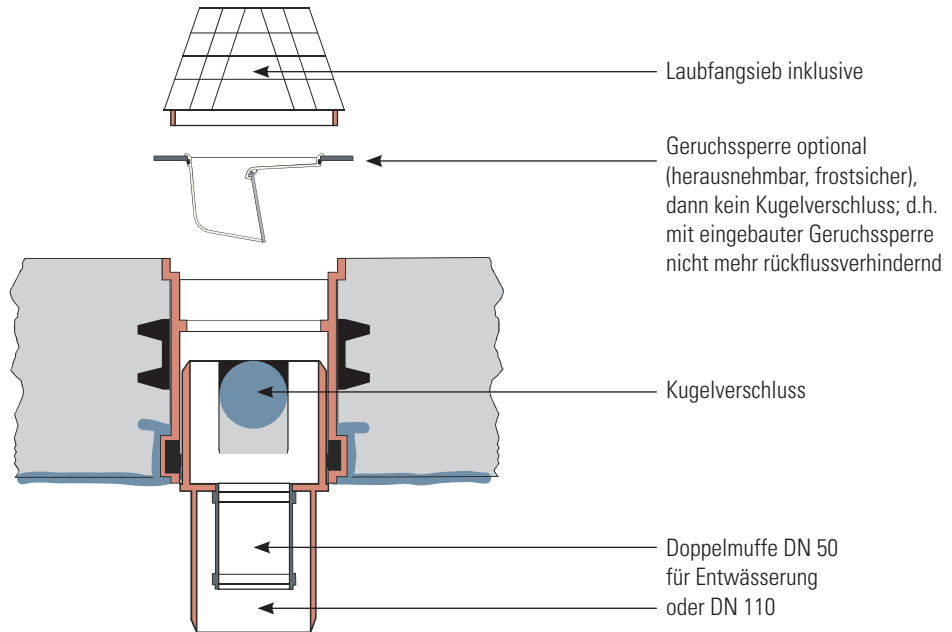 Laubfangsieb inklusive
Geruchssperre optional
(herausnehmbar, frostsicher),
dann kein Kugelverschluss; d.h.
mit eingebauter Geruchssperre
nicht mehr rückflussverhindernd
Kugelverschluss
Doppelmuffe DN 50
für Entwässerung
oder DN 110